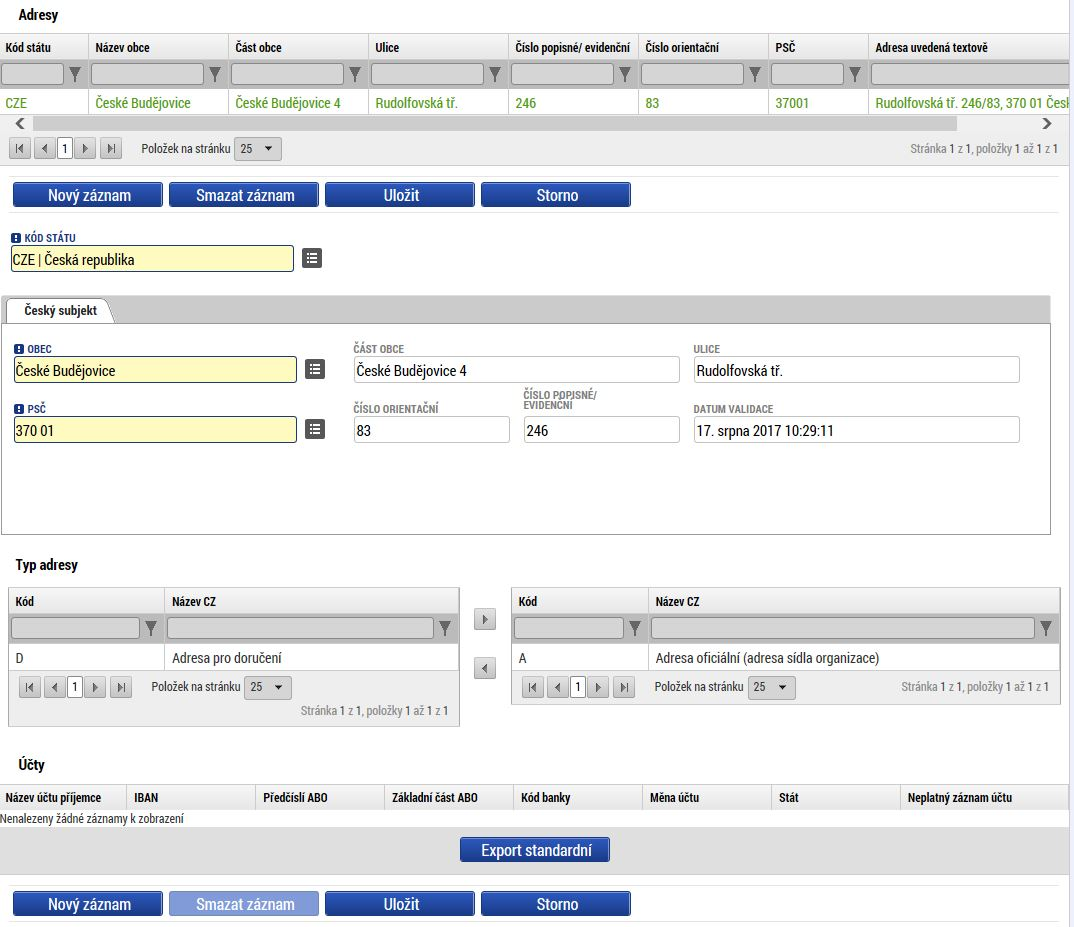 Adresy
Kód státu Název obce Část obce Ulice Číslo popisné/ evidenční Číslo orientační PSČ Adresa uvedená textově
CZE České Budějovice České Budějovice 4 Rudolfovská tř. 246 83 37001 Rudolfovská tř. 246/83, 370 01 Česk
1 Položek na stránku 25 Stránka 1 z 1, položky 1 až 1 z 1
Nový záznam Smazat záznam Uložit Storno
KÓD STÁTU
CZE | Česká republika
Český subjekt
OBEC ČÁST OBCE ULICE
České Budějovice České Budějovice 4 Rudolfovská tř.
PSČ ČÍSLO ORIENTAČNÍ ČÍSLO POPISNÉ/ EVIDENČNÍ DATUM VALIDACE
370 01 83 246 17. srpna 2017 10:29:11
Typ adresy
Kód Název CZ Kód Název CZ
D Adresa pro doručení A Adresa oficiální (adresa sídla organizace)
1 Položek na stránku 25 1 Položek na stránku 25 Stránka 1 z 1, položky 1 až 1 z 1
Stránka 1 z 1, položky 1 až 1 z 1
Účty
Název účtu příjemce IBAN Předčíslí ABO Základní část ABO Kód banky Měna účtu Stát Neplatný záznam účtu
Nenalezeny žádné záznamy k zobrazení
Export standardní
Nový záznam Smazat záznam Uložit Storno